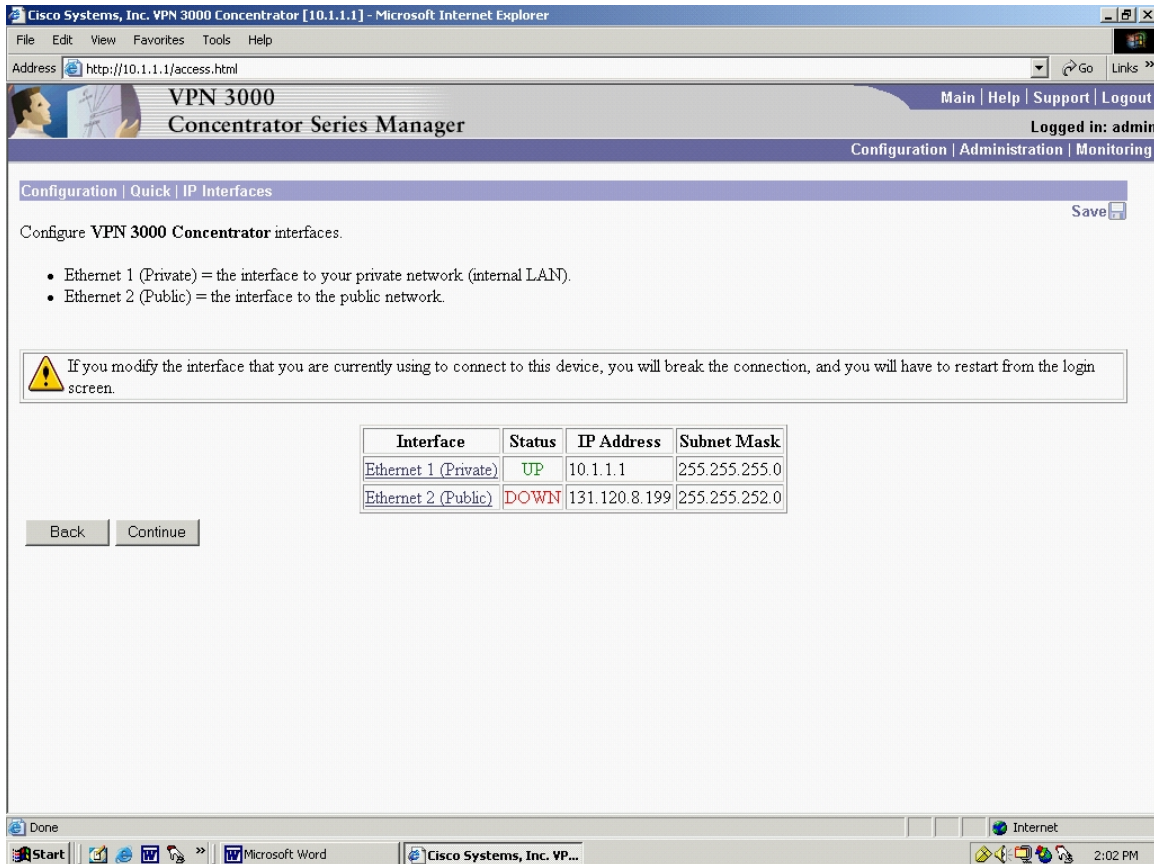 Cisco Systems, Inc. VPN 3000 Concentrator [10.1.1.1] - Microsoft Internet Explorer
File Edit View Favorites Tools Help
Address http://10.1.1.1/access.html Go Links »
VPN 3000
Concentrator Series Manager
Main | Help | Support | Logout
Logged in: admin
Configuration | Administration | Monitoring
Configuration | Quick | IP Interfaces
Save
Configure VPN 3000 Concentrator interfaces.
• Ethernet 1 (Private) = the interface to your private network (internal LAN).
• Ethernet 2 (Public) = the interface to the public network.
If you modify the interface that you are currently using to connect to this device, you will break the connection, and you will have to restart from the login
screen.
Interface Status IP Address Subnet Mask
Ethernet 1 (Private) UP 10.1.1.1 255.255.255.0
Ethernet 2 (Public) DOWN 131.120.8.199 255.255.252.0
Back Continue
Done Internet
Start » Microsoft Word Cisco Systems, Inc. VP... 2:02 PM